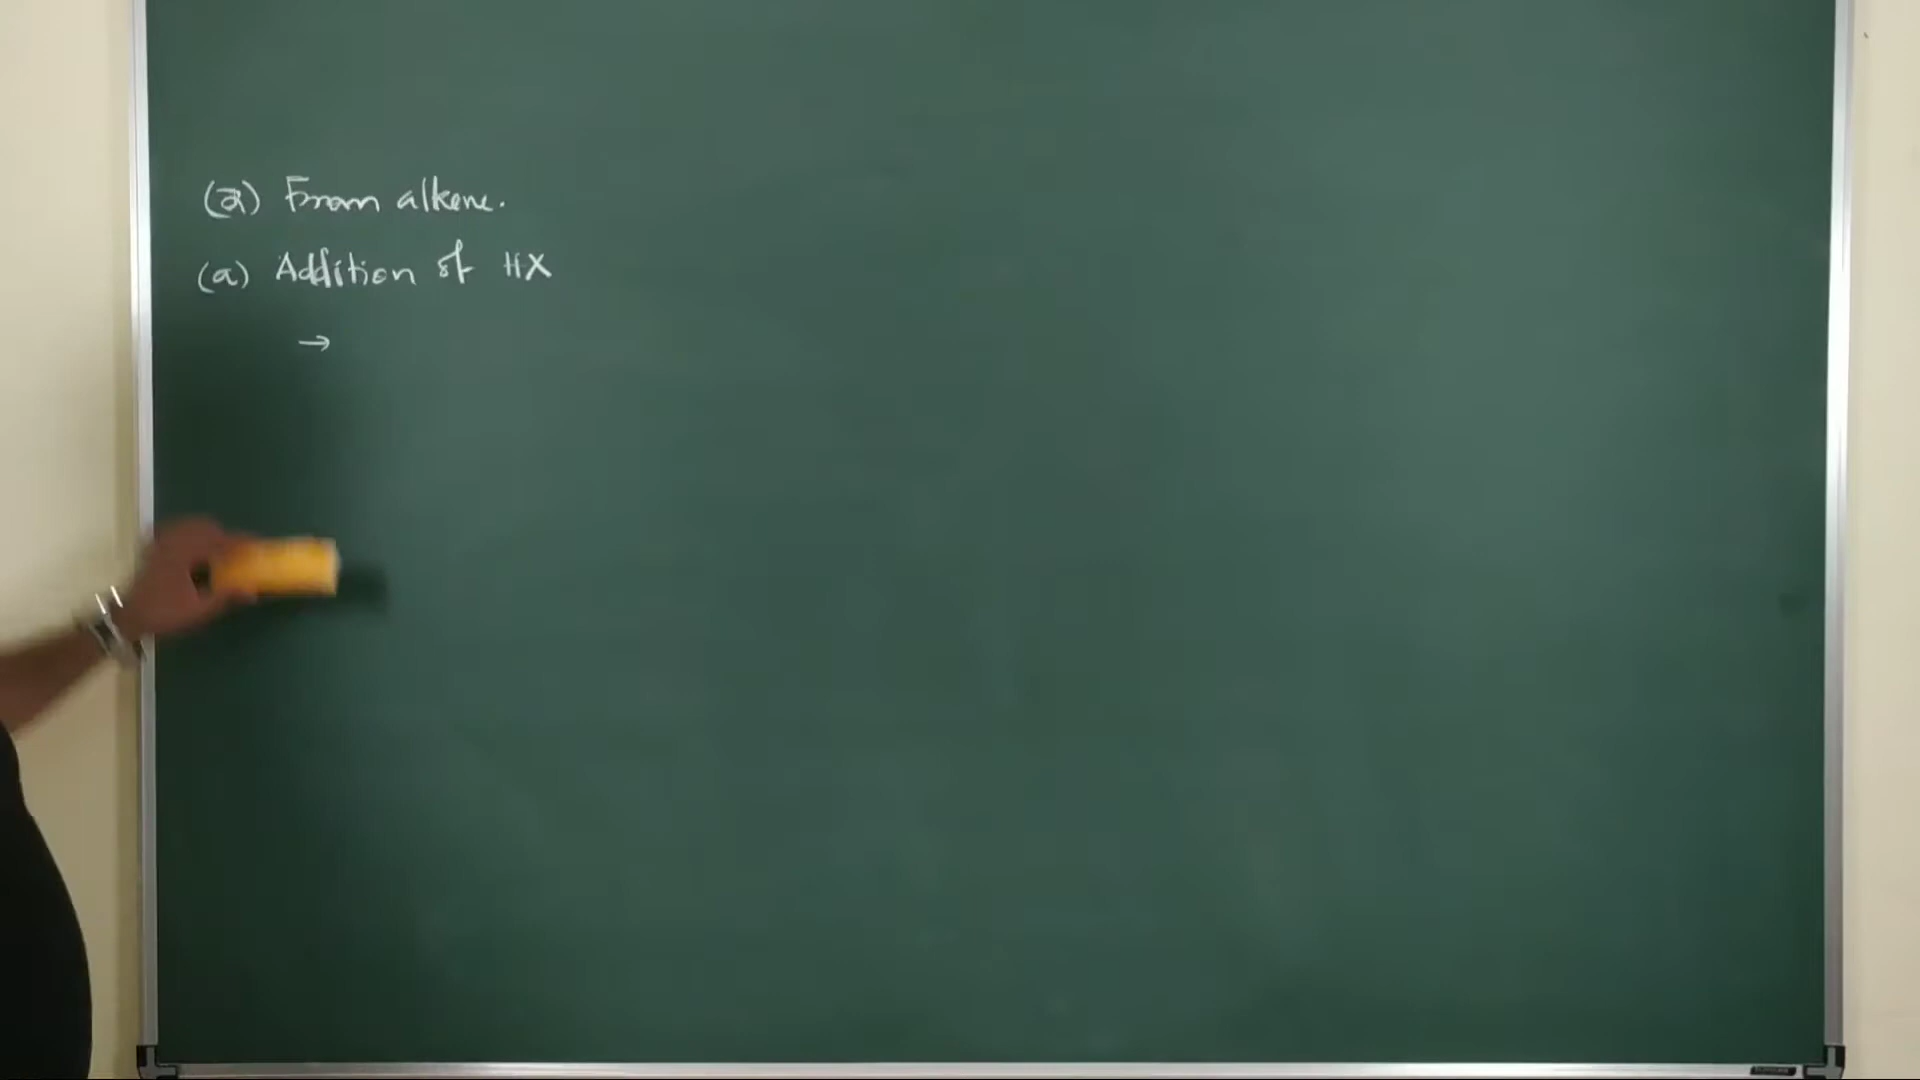 (2) From alkene.
(a) Addition of HX
→